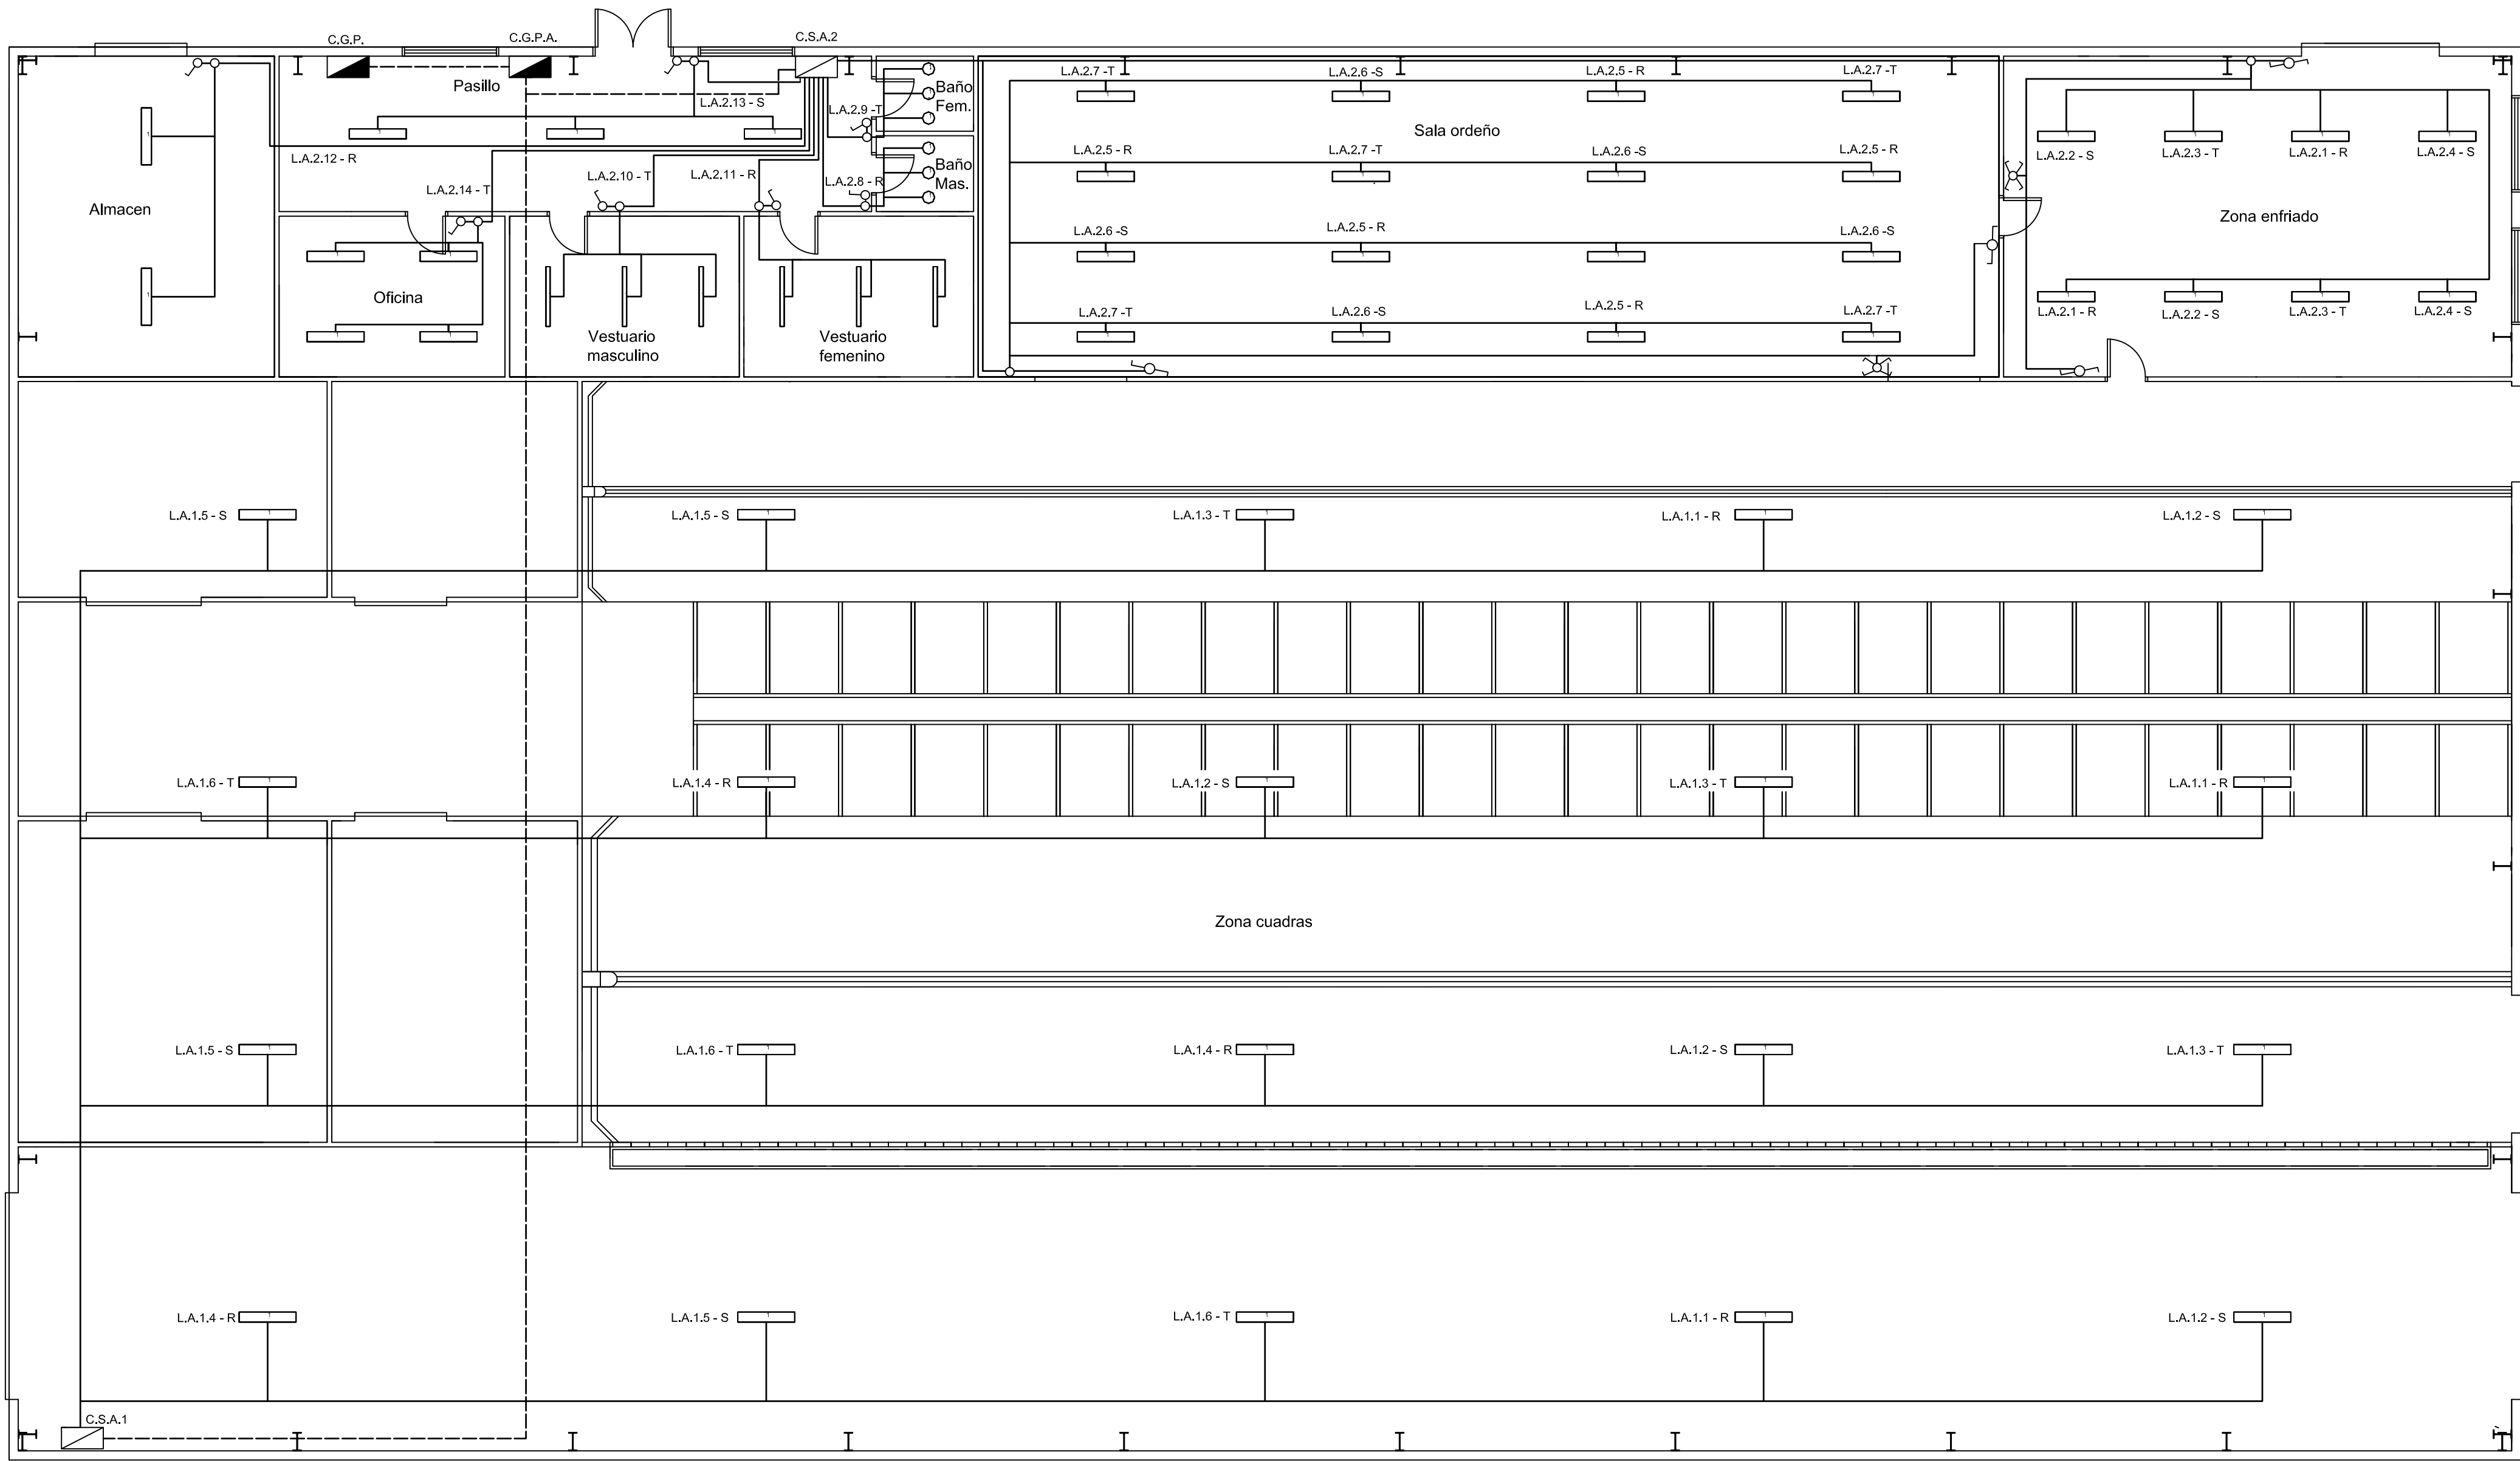 C.G.P.
C.G.P.A.
C.S.A.2
Pasillo
L.A.2.13 - S
L.A.2.9 -T
Baño
Fem.
L.A.2.7 -T
L.A.2.6 -S
L.A.2.5 - R
L.A.2.7 -T
Sala ordeño
L.A.2.12 - R
L.A.2.14 - T
L.A.2.10 - T
L.A.2.11 - R
L.A.2.8 - R
Baño
Mas.
L.A.2.5 - R
L.A.2.7 -T
L.A.2.6 -S
L.A.2.5 - R
L.A.2.2 - S
L.A.2.3 - T
L.A.2.1 - R
L.A.2.4 - S
Almacen
Zona enfriado
L.A.2.6 -S
L.A.2.5 - R
L.A.2.6 -S
L.A.2.6 -S
Oficina
L.A.2.7 -T
L.A.2.6 -S
L.A.2.5 - R
L.A.2.7 -T
L.A.2.1 - R
L.A.2.2 - S
L.A.2.3 - T
L.A.2.4 - S
Vestuario
masculino
Vestuario
femenino
L.A.1.5 - S
L.A.1.5 - S
L.A.1.3 - T
L.A.1.1 - R
L.A.1.2 - S
L.A.1.6 - T
L.A.1.4 - R
L.A.1.2 - S
L.A.1.3 - T
L.A.1.1 - R
Zona cuadras
L.A.1.5 - S
L.A.1.6 - T
L.A.1.4 - R
L.A.1.2 - S
L.A.1.3 - T
L.A.1.4 - R
L.A.1.5 - S
L.A.1.6 - T
L.A.1.1 - R
L.A.1.2 - S
C.S.A.1